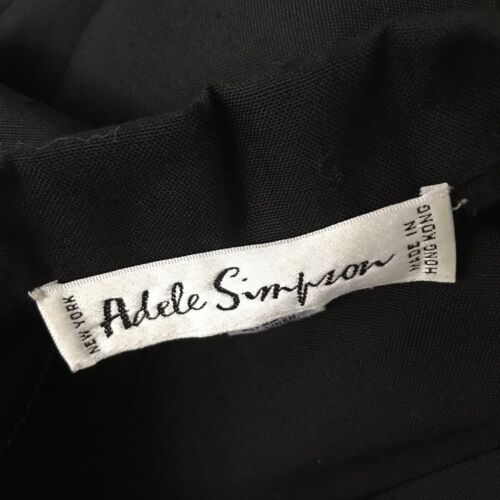 NEW YORK
Adele Simpson
MADE IN
HONG KONG